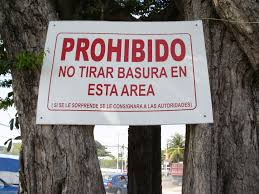 PROHIBIDO
NO TIRAR BASURA EN
ESTA AREA
( SI SE LE SORPRENDE SE LE CONSIGNARA A LAS AUTORIDADES)